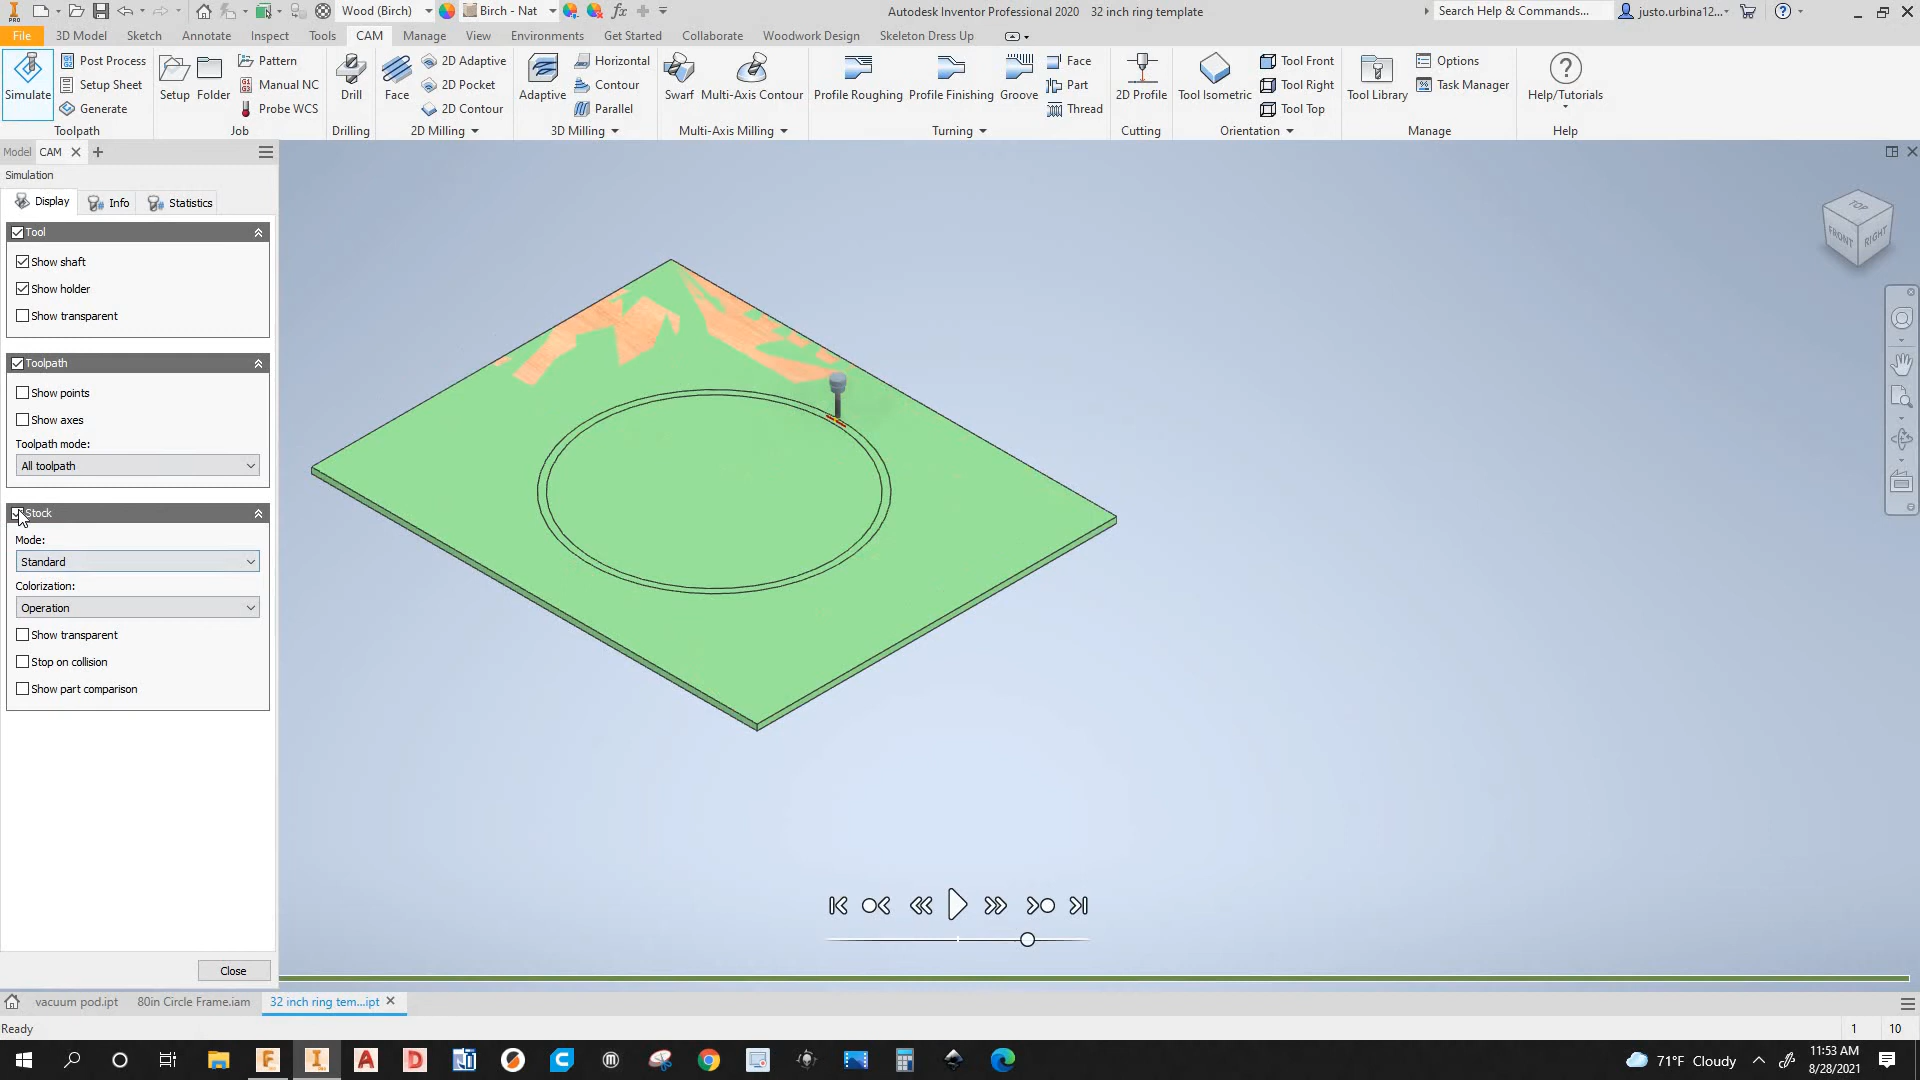 Wood (Birch)
Birch - Nat
Autodesk Inventor Professional 2020 32 inch ring template
Search Help & Commands...
justo.urbina12...
PRO
File 3D Model Sketch Annotate Inspect Tools CAM Manage View Environments Get Started Collaborate Woodwork Design Skeleton Dress Up
Simulate
Post Process
Setup Sheet
Generate
Toolpath
Setup
Folder
Pattern
Manual NC
Probe WCS
Job
Drill
Drilling
Face
2D Adaptive
2D Pocket
2D Contour
2D Milling
Adaptive
Horizontal
Contour
Parallel
3D Milling
Swarf
Multi-Axis Contour
Multi-Axis Milling
Profile Roughing
Profile Finishing
Groove
Face
Part
Thread
Turning
2D Profile
Cutting
Tool Isometric
Tool Front
Tool Right
Tool Top
Orientation
Tool Library
Options
Task Manager
Manage
Help/Tutorials
Help
Model CAM
Simulation
Display Info Statistics
Tool
Show shaft
Show holder
Show transparent
Toolpath
Show points
Show axes
Toolpath mode:
All toolpath
Stock
Mode:
Standard
Colorization:
Operation
Show transparent
Stop on collision
Show part comparison
Close
TOP
FRONT
RIGHT
vacuum pod.ipt 80in Circle Frame.iam 32 inch ring tem...ipt
Ready
1 10
71°F Cloudy
11:53 AM
8/28/2021